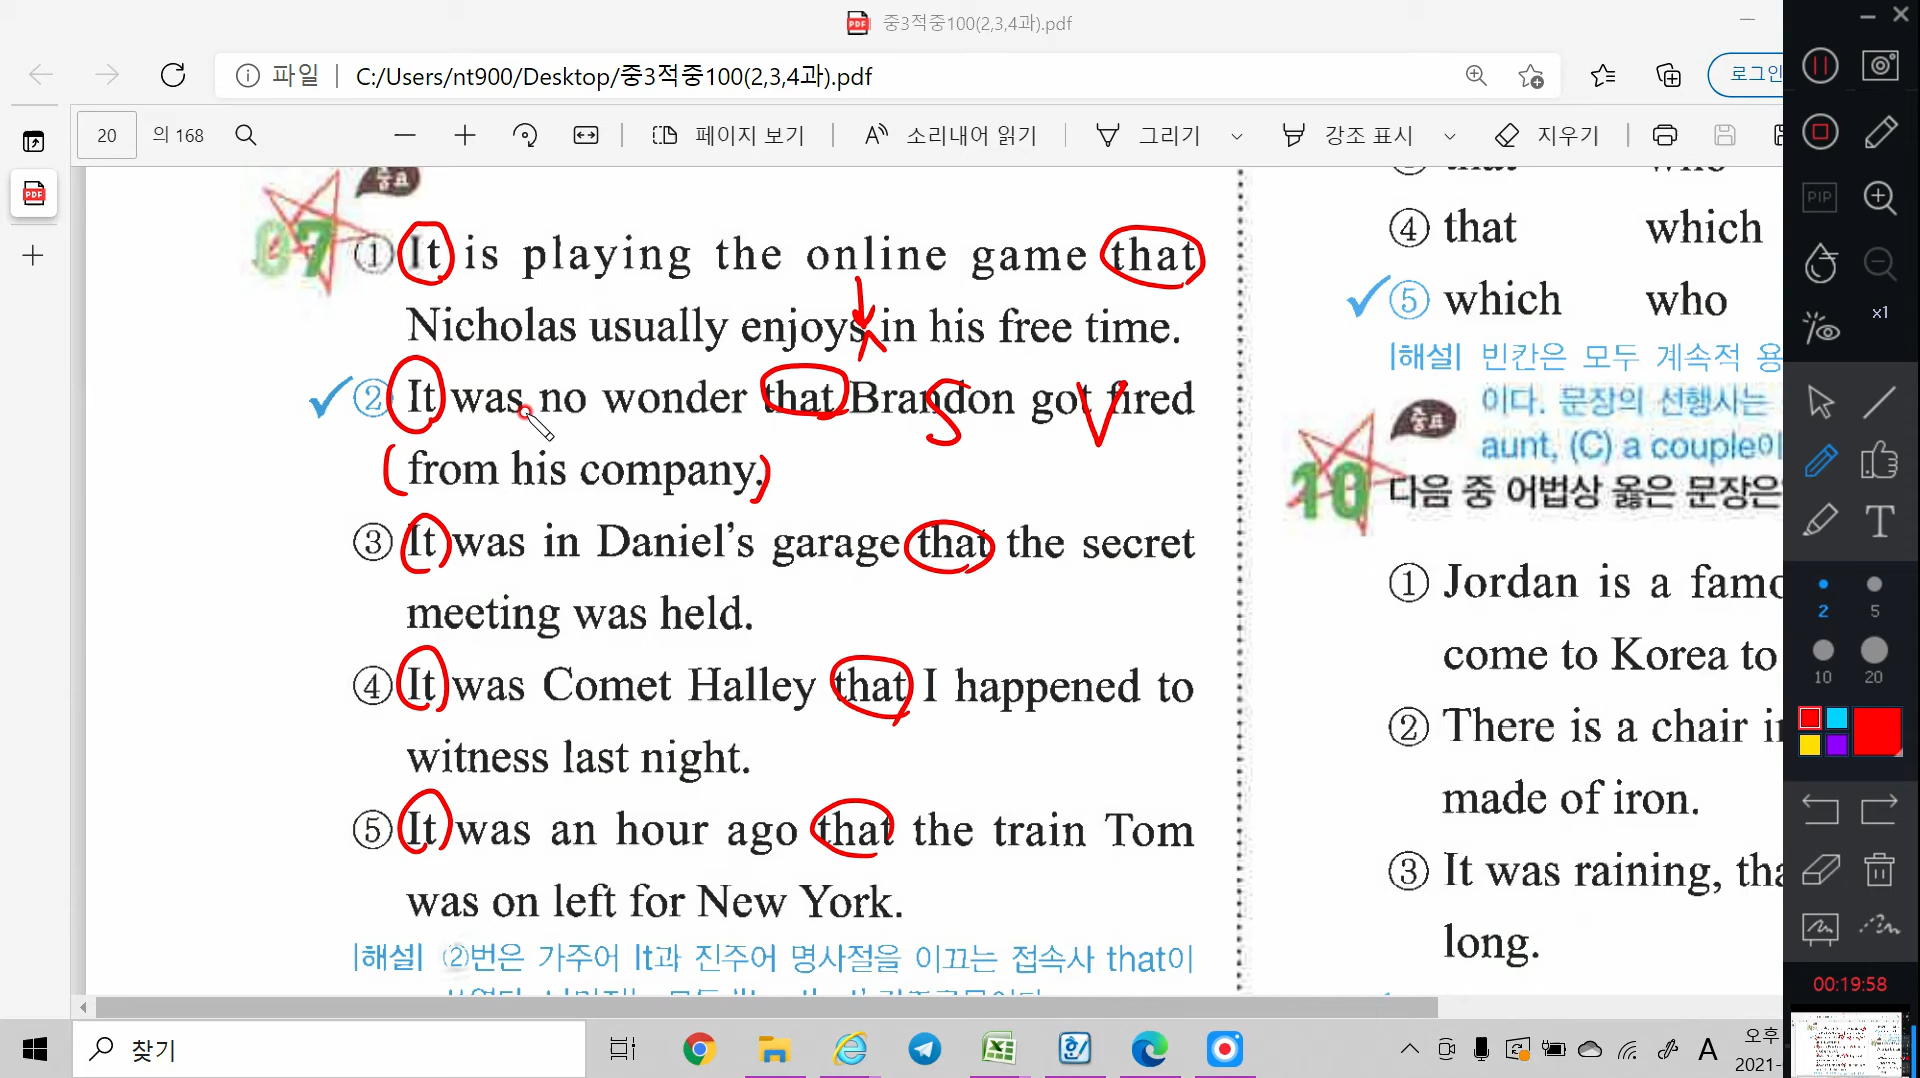 중3적중100(2,3,4과).pdf
파일 C:/Users/nt900/Desktop/중3적중100(2,3,4과).pdf
로그인
20 의 168 페이지 보기 소리내어 읽기 그리기 강조 표시 지우기
중요
07 ① It is playing the online game that
Nicholas usually enjoys in his free time.
② It was no wonder that Brandon got fired
S V
from his company.
③ It was in Daniel's garage that the secret
meeting was held.
④ It was Comet Halley that I happened to
witness last night.
⑤ It was an hour ago that the train Tom
was on left for New York.
|해설| ②번은 가주어 It과 진주어 명사절을 이끄는 접속사 that이
④ that which
⑤ which who
|해설| 빈칸은 모두 계속적 용
이다. 문장의 선행사는
aunt, (C) a couple이
중요
10 다음 중 어법상 옳은 문장은
① Jordan is a famo
come to Korea to
② There is a chair i
made of iron.
③ It was raining, tha
long.
PIP
x1
T
2 5
10 20
00:19:58
찾기
A
오후
2021-